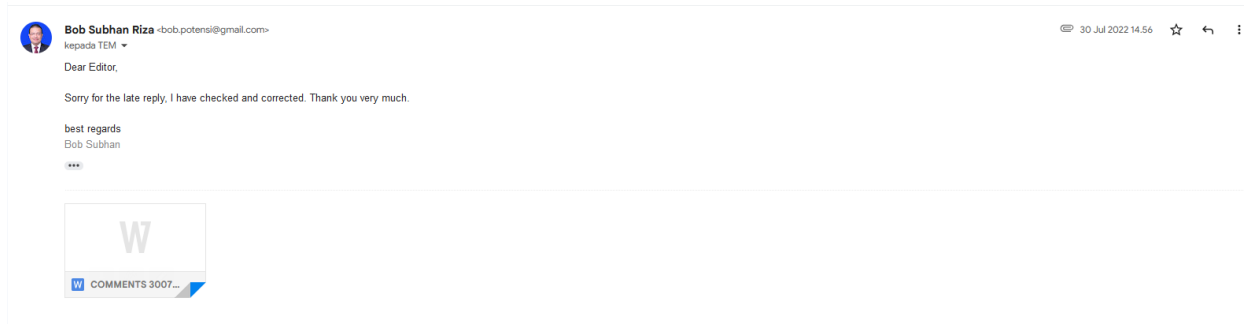 Bob Subhan Riza <bob.potensi@gmail.com>
30 Jul 2022 14.56
kepada TEM
Dear Editor,
Sorry for the late reply, I have checked and corrected. Thank you very much.
best regards
Bob Subhan
W
W COMMENTS 3007...